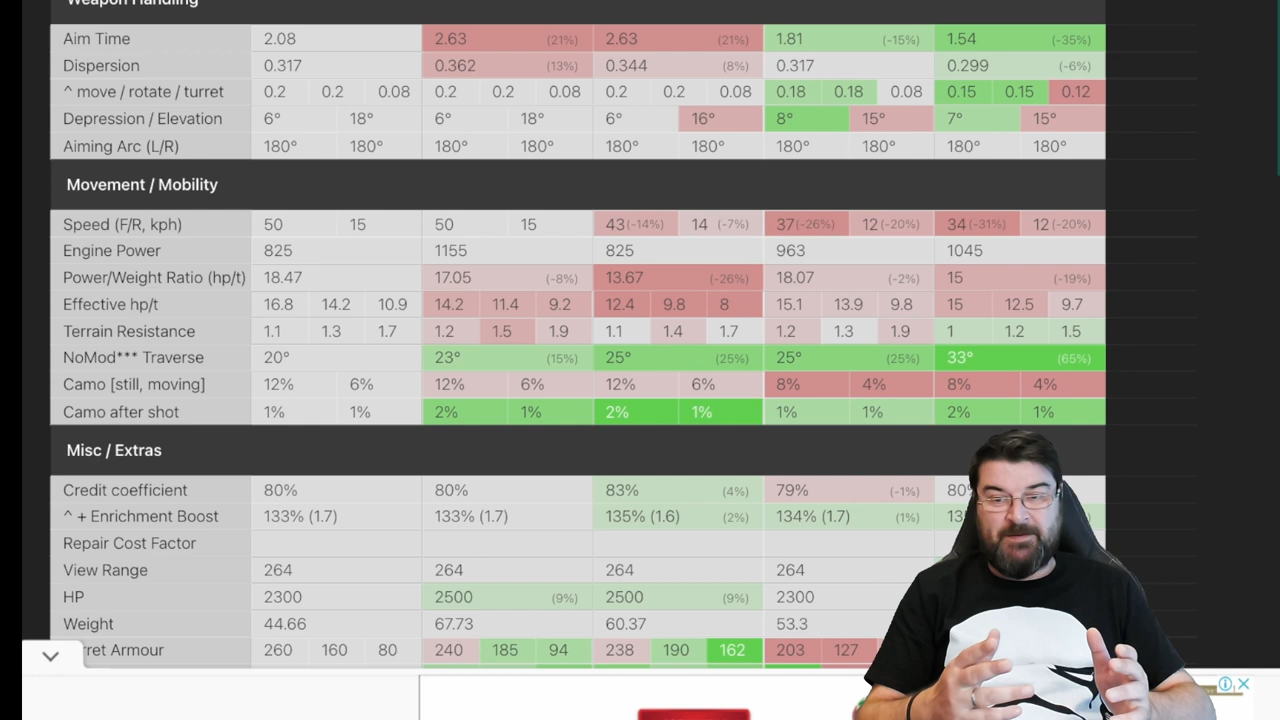 Weapon Handling
Aim Time 2.08 2.63 (21%) 2.63 (21%) 1.81 (-15%) 1.54 (-35%)
Dispersion 0.317 0.362 (13%) 0.344 (8%) 0.317 0.299 (-6%)
^ move / rotate / turret 0.2 0.2 0.08 0.2 0.2 0.08 0.2 0.2 0.08 0.18 0.18 0.08 0.15 0.15 0.12
Depression / Elevation 6° 18° 6° 18° 6° 16° 8° 15° 7° 15°
Aiming Arc (L/R) 180° 180° 180° 180° 180° 180° 180° 180° 180° 180°
Movement / Mobility
Speed (F/R, kph) 50 15 50 15 43 (-14%) 14 (-7%) 37 (-26%) 12 (-20%) 34 (-31%) 12 (-20%)
Engine Power 825 1155 825 963 1045
Power/Weight Ratio (hp/t) 18.47 17.05 (-8%) 13.67 (-26%) 18.07 (-2%) 15 (-19%)
Effective hp/t 16.8 14.2 10.9 14.2 11.4 9.2 12.4 9.8 8 15.1 13.9 9.8 15 12.5 9.7
Terrain Resistance 1.1 1.3 1.7 1.2 1.5 1.9 1.1 1.4 1.7 1.2 1.3 1.9 1 1.2 1.5
NoMod*** Traverse 20° 23° (15%) 25° (25%) 25° (25%) 33° (65%)
Camo [still, moving] 12% 6% 12% 6% 12% 6% 8% 4% 8% 4%
Camo after shot 1% 1% 2% 1% 2% 1% 1% 1% 2% 1%
Misc / Extras
Credit coefficient 80% 80% 83% (4%) 79% (-1%)
^ + Enrichment Boost 133% (1.7) 133% (1.7) 135% (1.6) (2%) 134% (1.7) (1%)
Repair Cost Factor
View Range 264 264 264 264
HP 2300 2500 (9%) 2500 (9%) 2300
Weight 44.66 67.73 60.37 53.3
Armour 260 160 80 240 185 94 238 190 162 203 127